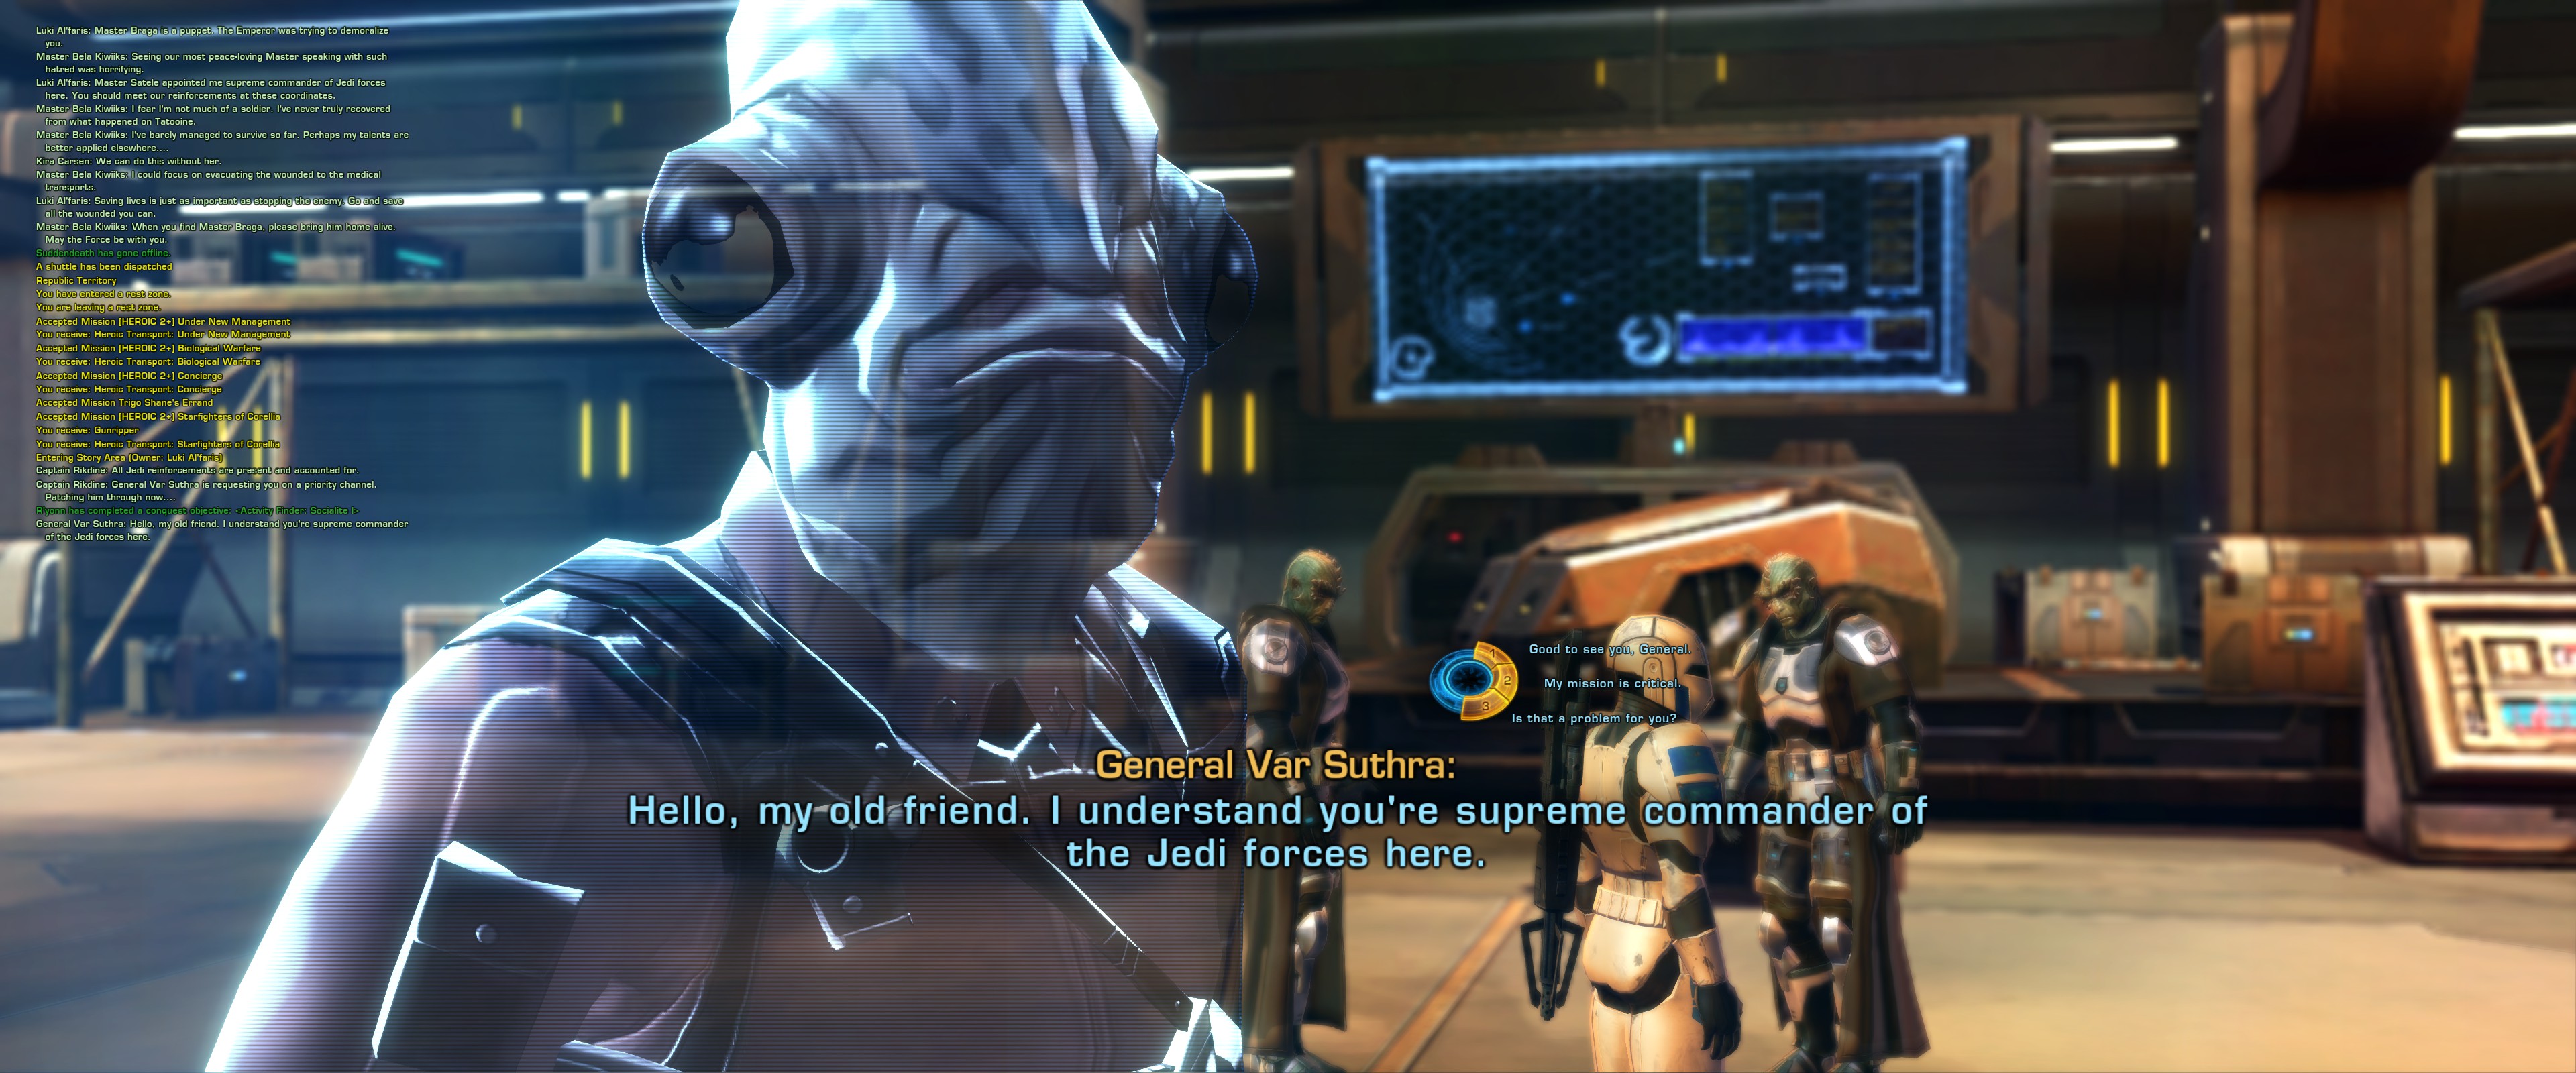 Luki Al'faris: Master Braga is a puppet. The Emperor was trying to demoralize
you.
Master Bela Kiwiiks: Seeing our most peace-loving Master speaking with such
hatred was horrifying.
Luki Al'faris: Master Satele appointed me supreme commander of Jedi forces
here. You should meet our reinforcements at these coordinates.
Master Bela Kiwiiks: I fear I'm not much of a soldier. I've never truly recovered
from what happened on Tatooine.
Master Bela Kiwiiks: I've barely managed to survive so far. Perhaps my talents are
better applied elsewhere....
Kira Carsen: We can do this without her.
Master Bela Kiwiiks: I could focus on evacuating the wounded to the medical
transports.
Luki Al'faris: Saving lives is just as important as stopping the enemy. Go and save
all the wounded you can.
Master Bela Kiwiiks: When you find Master Braga, please bring him home alive.
May the Force be with you.
Suddendeath has gone offline.
A shuttle has been dispatched
Republic Territory
You have entered a rest zone.
You are leaving a rest zone.
Accepted Mission [HEROIC 2+] Under New Management
You receive: Heroic Transport: Under New Management
Accepted Mission [HEROIC 2+] Biological Warfare
You receive: Heroic Transport: Biological Warfare
Accepted Mission [HEROIC 2+] Concierge
You receive: Heroic Transport: Concierge
Accepted Mission Trigo Shane's Errand
Accepted Mission [HEROIC 2+] Starfighters of Corellia
You receive: Gunripper
You receive: Heroic Transport: Starfighters of Corellia
Entering Story Area (Owner: Luki Al'faris)
Captain Rikdine: All Jedi reinforcements are present and accounted for.
Captain Rikdine: General Var Suthra is requesting you on a priority channel.
Patching him through now....
R'yonn has completed a conquest objective: <Activity Finder: Socialite I>
General Var Suthra: Hello, my old friend. I understand you're supreme commander
of the Jedi forces here.
1 Good to see you, General.
2 My mission is critical.
3 Is that a problem for you?
General Var Suthra:
Hello, my old friend. I understand you're supreme commander of
the Jedi forces here.